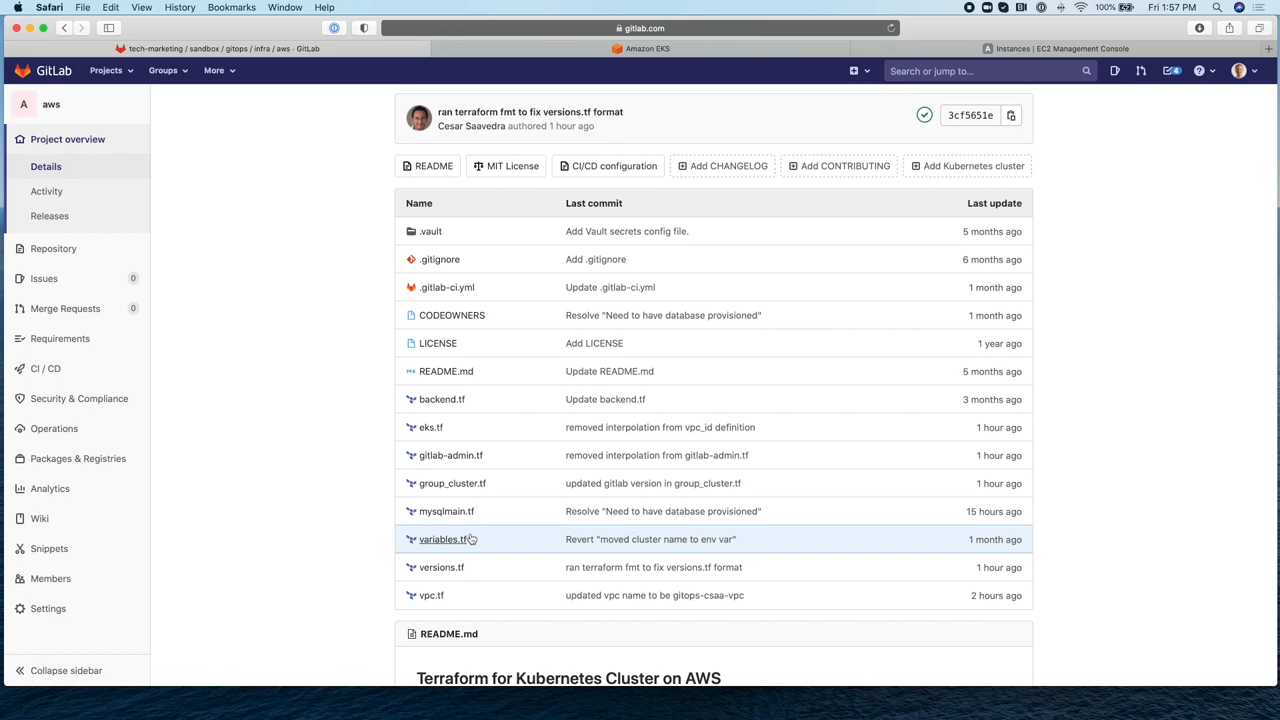 Safari File Edit View History Bookmarks Window Help 100% Fri 1:57 PM
gitlab.com
tech-marketing / sandbox / gitops / infra / aws · GitLab Amazon EKS Instances | EC2 Management Console
GitLab Projects Groups More Search or jump to... 4
A aws
Project overview
Details
Activity
Releases
Repository
Issues 0
Merge Requests 0
Requirements
CI / CD
Security & Compliance
Operations
Packages & Registries
Analytics
Wiki
Snippets
Members
Settings
Collapse sidebar
ran terraform fmt to fix versions.tf format
Cesar Saavedra authored 1 hour ago
3cf5651e
README MIT License CI/CD configuration Add CHANGELOG Add CONTRIBUTING Add Kubernetes cluster
Name Last commit Last update
.vault Add Vault secrets config file. 5 months ago
.gitignore Add .gitignore 6 months ago
.gitlab-ci.yml Update .gitlab-ci.yml 1 month ago
CODEOWNERS Resolve "Need to have database provisioned" 1 month ago
LICENSE Add LICENSE 1 year ago
README.md Update README.md 5 months ago
backend.tf Update backend.tf 3 months ago
eks.tf removed interpolation from vpc_id definition 1 hour ago
gitlab-admin.tf removed interpolation from gitlab-admin.tf 1 hour ago
group_cluster.tf updated gitlab version in group_cluster.tf 1 hour ago
mysqlmain.tf Resolve "Need to have database provisioned" 15 hours ago
variables.tf Revert "moved cluster name to env var" 1 month ago
versions.tf ran terraform fmt to fix versions.tf format 1 hour ago
vpc.tf updated vpc name to be gitops-csaa-vpc 2 hours ago
README.md
Terraform for Kubernetes Cluster on AWS